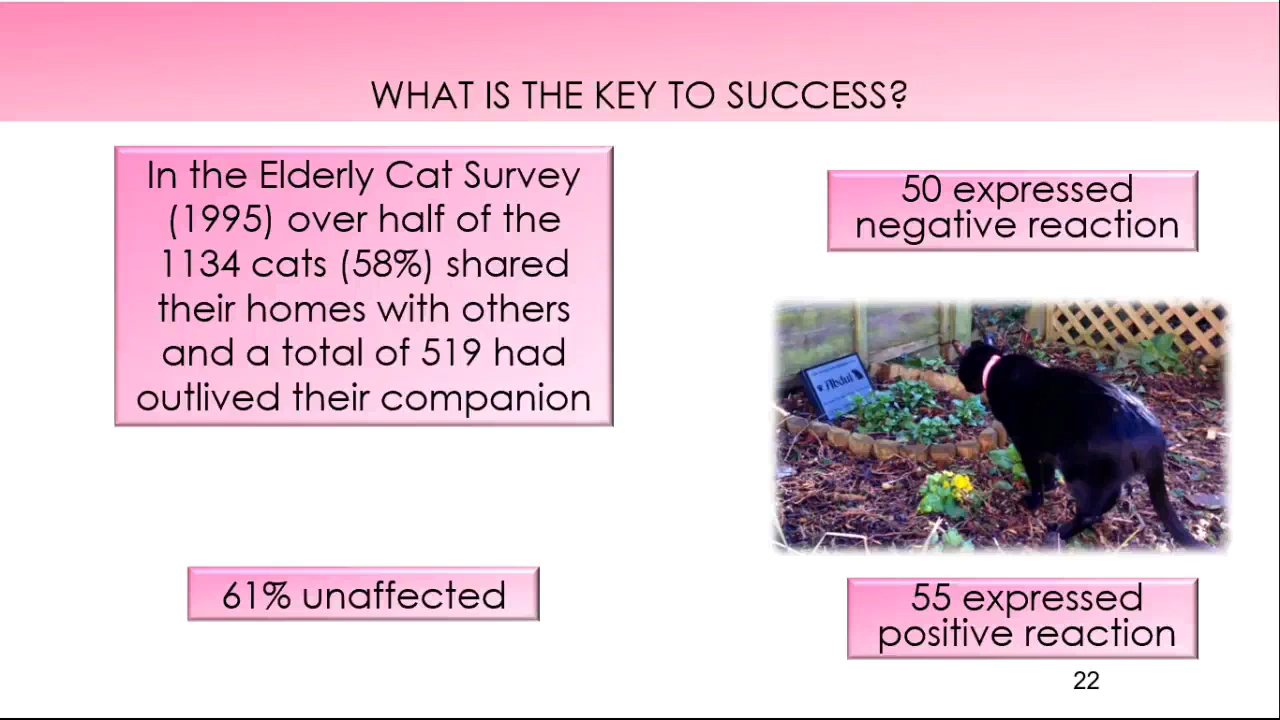 WHAT IS THE KEY TO SUCCESS?
In the Elderly Cat Survey
(1995) over half of the
1134 cats (58%) shared
their homes with others
and a total of 519 had
outlived their companion
50 expressed
negative reaction
Abdul
61% unaffected
55 expressed
positive reaction
22